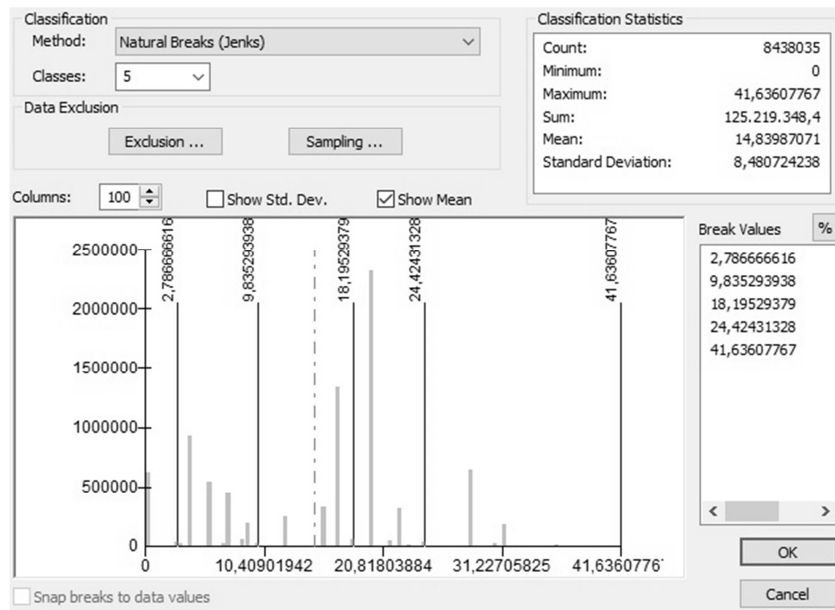 Classification
Method: Natural Breaks (Jenks)
Classes: 5
Data Exclusion
Exclusion ...
Sampling ...
Classification Statistics
Count: 8438035
Minimum: 0
Maximum: 41,63607767
Sum: 125.219.348,4
Mean: 14,83987071
Standard Deviation: 8,480724238
Columns: 100
Show Std. Dev.
Show Mean
2,786666616
9,835293938
18,19529379
24,42431328
41,63607767
2500000
2000000
1500000
1000000
500000
0
0 10,40901942 20,81803884 31,22705825 41,6360776
Break Values %
2,786666616
9,835293938
18,19529379
24,42431328
41,63607767
OK
Cancel
Snap breaks to data values